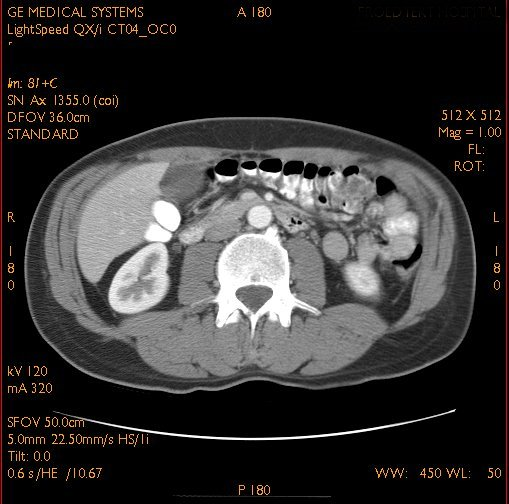 GE MEDICAL SYSTEMS
LightSpeed QX/i CT04_OC0
A 180
Im: 81+C
SN Ax 1355.0 (coi)
DFOV 36.0cm
STANDARD
512 X 512
Mag = 1.00
FL:
ROT:
R
1
8
0
L
1
8
0
kV 120
mA 320
SFOV 50.0cm
5.0mm 22.50mm/s HS/1i
Tilt: 0.0
0.6 s/HE /10.67
P 180
WW: 450 WL: 50